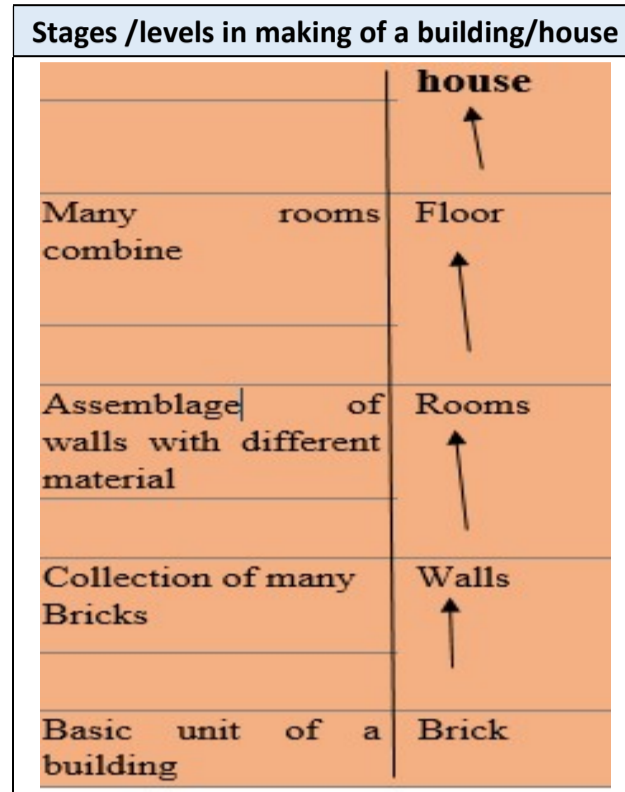 Stages /levels in making of a building/house
house
Many rooms Floor
combine
Assemblage of Rooms
walls with different
material
Collection of many Walls
Bricks
Basic unit of a Brick
building